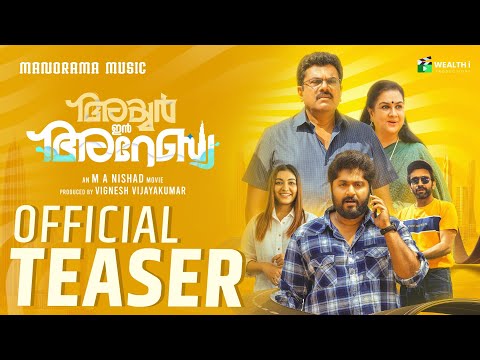 MANORAMA MUSIC
WEALTH i
അയ്യർ
ഇൻ
അറേബ്യ
AN M A NISHAD MOVIE
PRODUCED BY VIGNESH VIJAYAKUMAR
OFFICIAL
TEASER